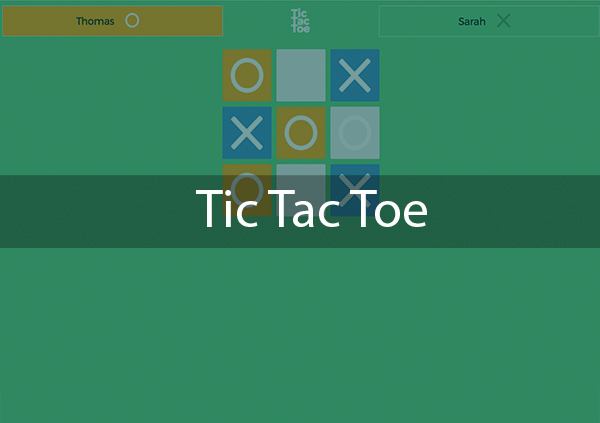 Thomas O
Tic
Tac
Toe
Sarah X
O X
X O O
O X
Tic Tac Toe